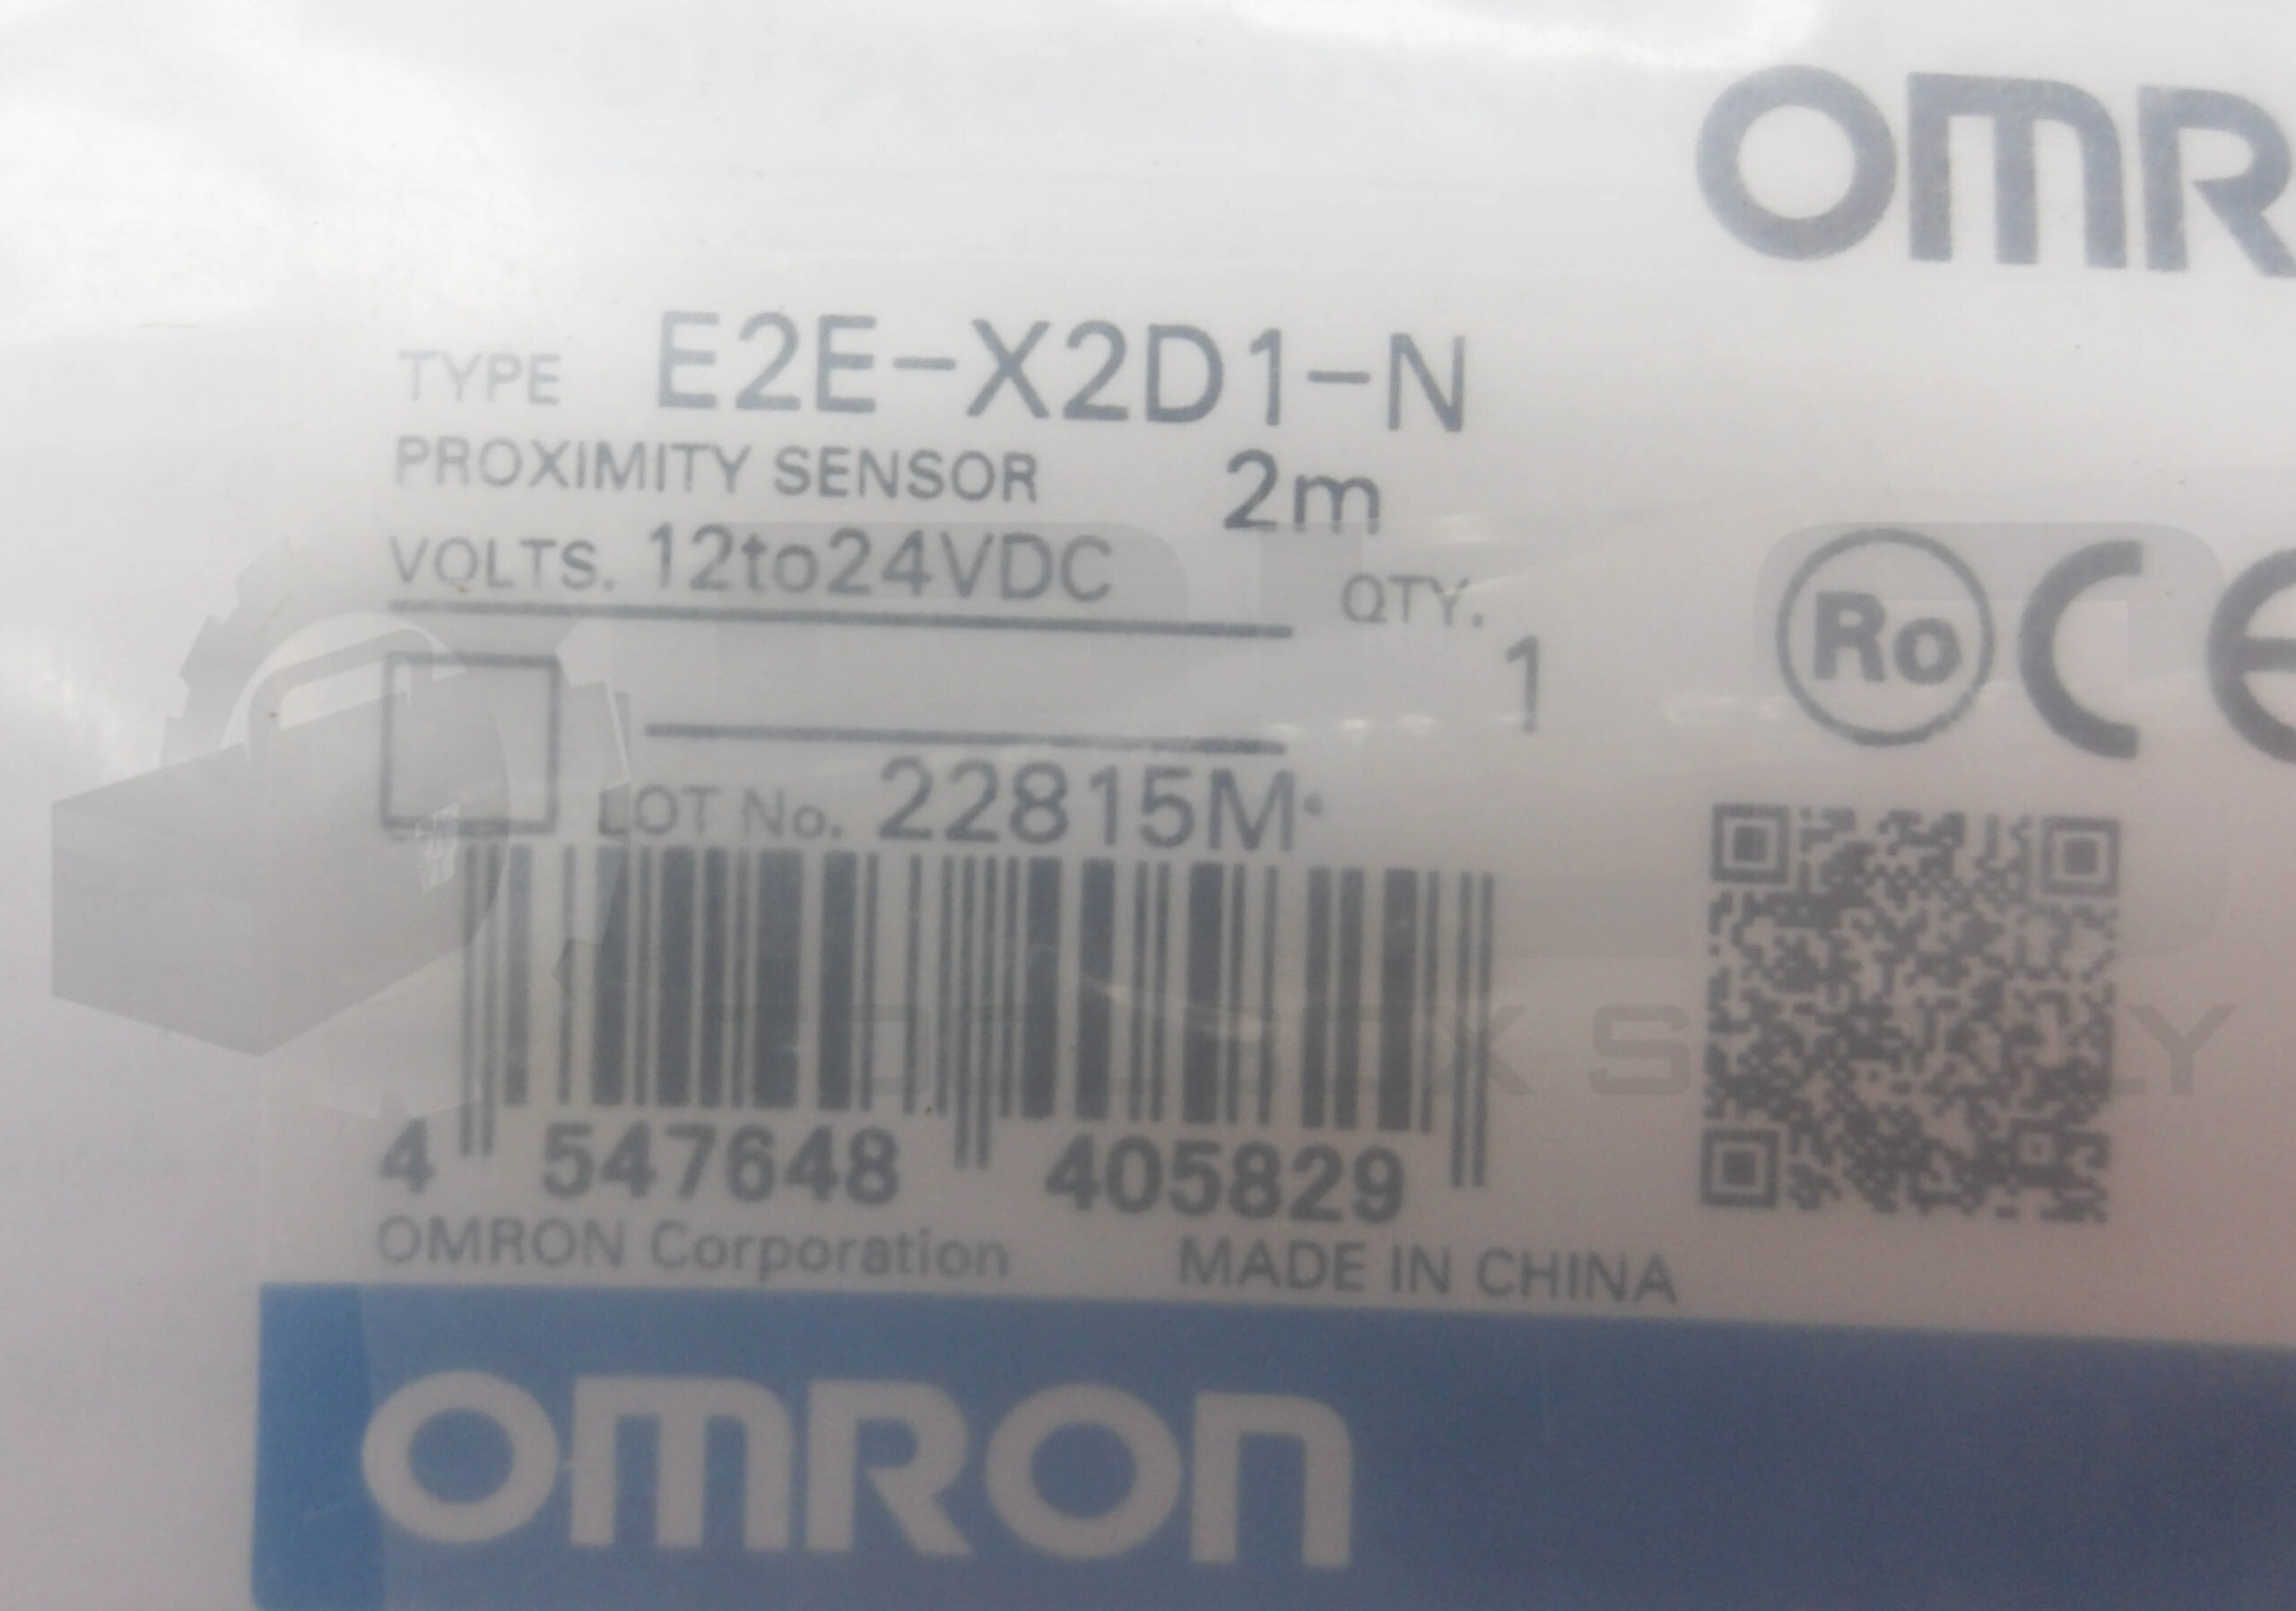 OMR
TYPE E2E-X2D1-N
PROXIMITY SENSOR 2m
VOLTS. 12to24VDC
QTY.
1
Ro CE
LOT No. 22815M
4 547648 405829
OMRON Corporation MADE IN CHINA
OMRON